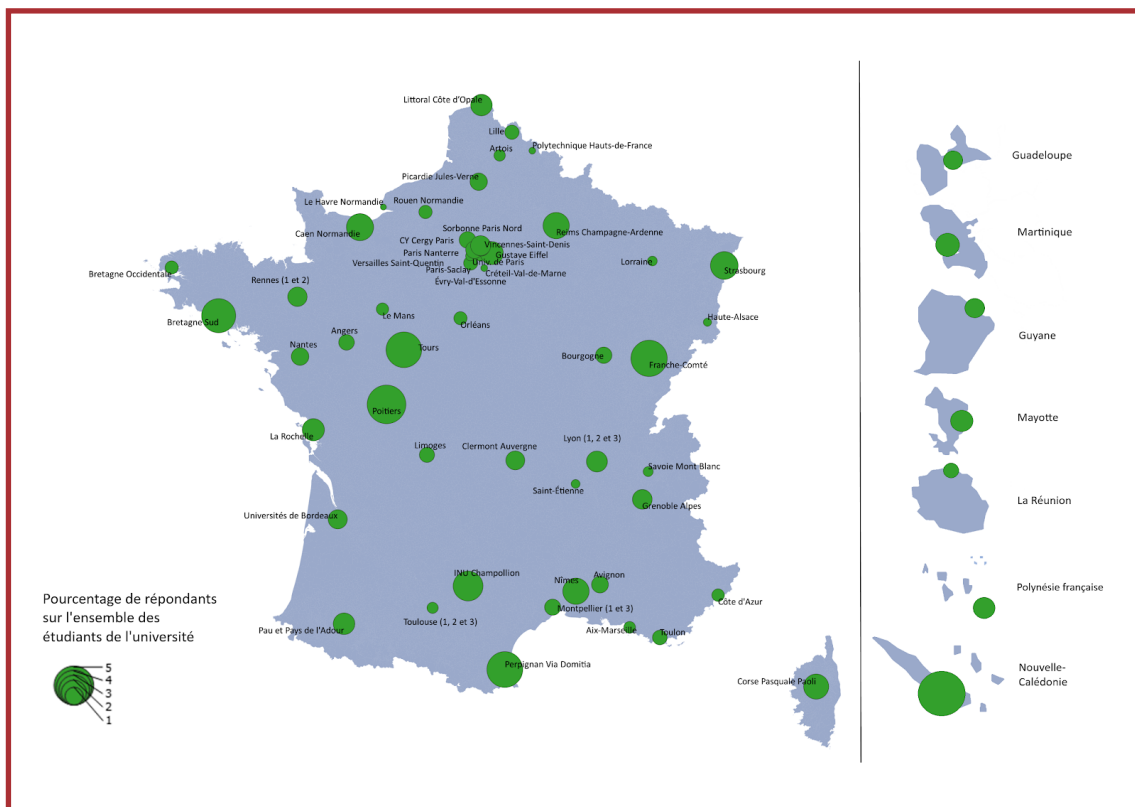 Littoral Côte d'Opale
Lille
Polytechnique Hauts-de-France
Artois
Picardie Jules-Verne
Le Havre Normandie
Rouen Normandie
Caen Normandie
Sorbonne Paris Nord
Reims Champagne-Ardenne
CY Cergy Paris
Vincennes-Saint-Denis
Paris Nanterre
Gustave Eiffel
Versailles Saint-Quentin
Univ. de Paris
Paris-Saclay
Créteil-Val-de-Marne
Évry-Val-d'Essonne
Lorraine
Strasbourg
Bretagne Occidentale
Rennes (1 et 2)
Bretagne Sud
Le Mans
Orléans
Haute-Alsace
Angers
Nantes
Tours
Bourgogne
Franche-Comté
Poitiers
La Rochelle
Limoges
Clermont Auvergne
Lyon (1, 2 et 3)
Savoie Mont Blanc
Saint-Étienne
Grenoble Alpes
Universités de Bordeaux
INU Champollion
Nîmes
Avignon
Côte d'Azur
Toulouse (1, 2 et 3)
Montpellier (1 et 3)
Pau et Pays de l'Adour
Aix-Marseille
Toulon
Perpignan Via Domitia
Corse Pasquale Paoli
Pourcentage de répondants
sur l'ensemble des
étudiants de l'université
5
4
3
2
1
Guadeloupe
Martinique
Guyane
Mayotte
La Réunion
Polynésie française
Nouvelle-
Calédonie